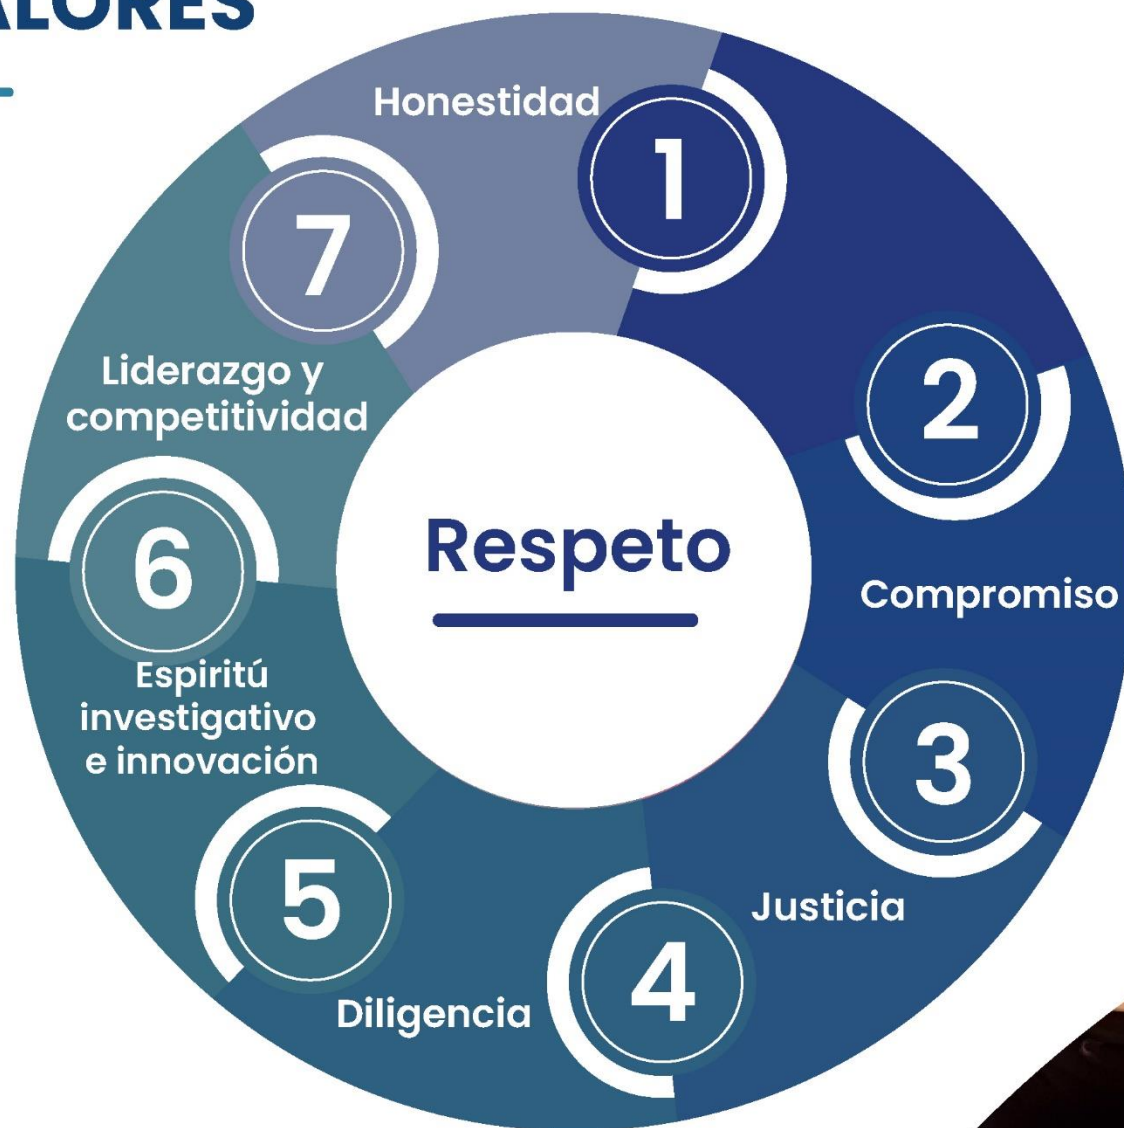 ALORES
Honestidad
1
7
2
Liderazgo y
competitividad
Respeto
6
Compromiso
Espiritú
investigativo
e innovación
3
5
Justicia
4
Diligencia